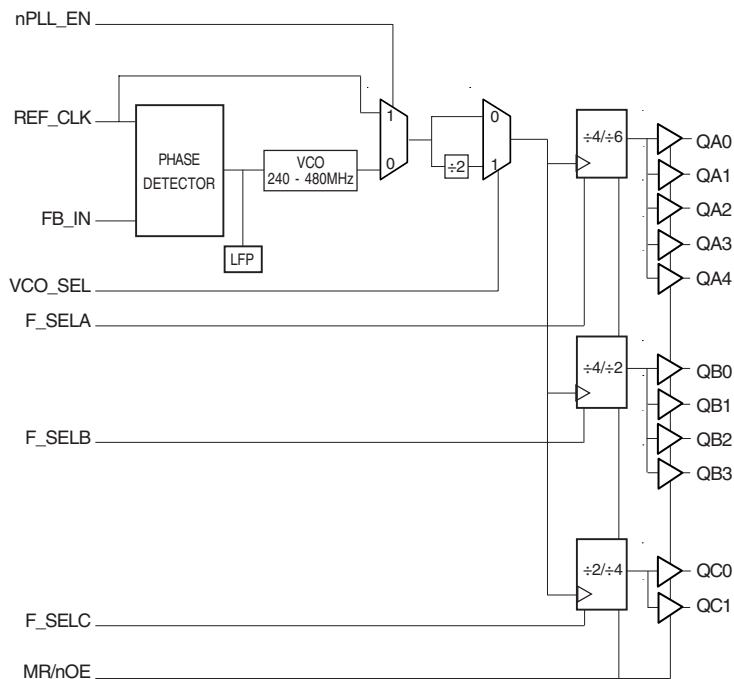 nPLL_EN
REF_CLK
PHASE
DETECTOR
FB_IN
VCO
240 - 480MHz
LPF
1
0
÷2
0
1
VCO_SEL
F_SELA
÷4/÷6
QA0
QA1
QA2
QA3
QA4
÷4/÷2
QB0
QB1
QB2
QB3
F_SELB
÷2/÷4
QC0
QC1
F_SELC
MR/nOE